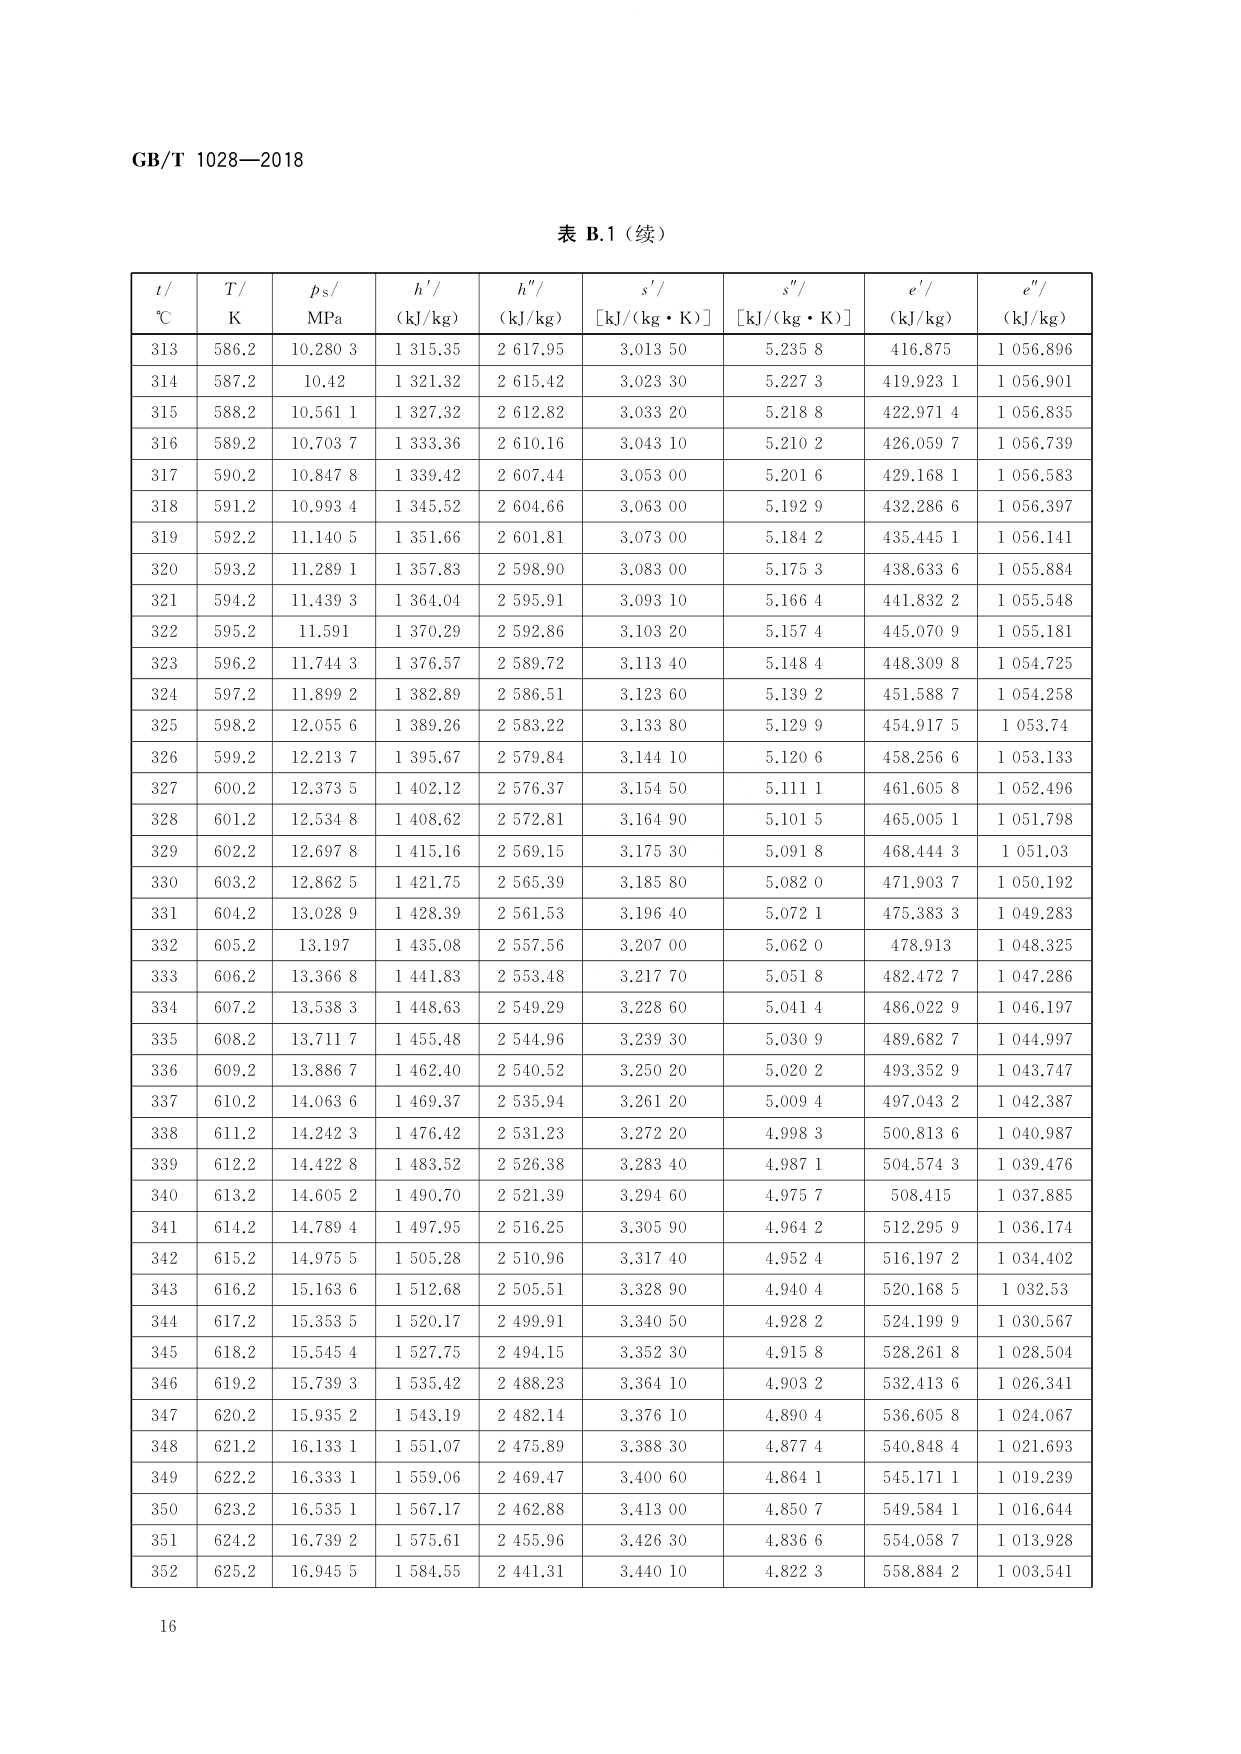 GB/T 1028—2018
表 B.1（续）
t/ T/ pS/ h′/ h″/ s′/ s″/ e′/ e″/
℃ K MPa (kJ/kg) (kJ/kg) [kJ/(kg·K)] [kJ/(kg·K)] (kJ/kg) (kJ/kg)
313 586.2 10.280 3 1 315.35 2 617.95 3.013 50 5.235 8 416.875 1 056.896
314 587.2 10.42 1 321.32 2 615.42 3.023 30 5.227 3 419.923 1 1 056.901
315 588.2 10.561 1 1 327.32 2 612.82 3.033 20 5.218 8 422.971 4 1 056.835
316 589.2 10.703 7 1 333.36 2 610.16 3.043 10 5.210 2 426.059 7 1 056.739
317 590.2 10.847 8 1 339.42 2 607.44 3.053 00 5.201 6 429.168 1 1 056.583
318 591.2 10.993 4 1 345.52 2 604.66 3.063 00 5.192 9 432.286 6 1 056.397
319 592.2 11.140 5 1 351.66 2 601.81 3.073 00 5.184 2 435.445 1 1 056.141
320 593.2 11.289 1 1 357.83 2 598.90 3.083 00 5.175 3 438.633 6 1 055.884
321 594.2 11.439 3 1 364.04 2 595.91 3.093 10 5.166 4 441.832 2 1 055.548
322 595.2 11.591 1 370.29 2 592.86 3.103 20 5.157 4 445.070 9 1 055.181
323 596.2 11.744 3 1 376.57 2 589.72 3.113 40 5.148 4 448.309 8 1 054.725
324 597.2 11.899 2 1 382.89 2 586.51 3.123 60 5.139 2 451.588 7 1 054.258
325 598.2 12.055 6 1 389.26 2 583.22 3.133 80 5.129 9 454.917 5 1 053.74
326 599.2 12.213 7 1 395.67 2 579.84 3.144 10 5.120 6 458.256 6 1 053.133
327 600.2 12.373 5 1 402.12 2 576.37 3.154 50 5.111 1 461.605 8 1 052.496
328 601.2 12.534 8 1 408.62 2 572.81 3.164 90 5.101 5 465.005 1 1 051.798
329 602.2 12.697 8 1 415.16 2 569.15 3.175 30 5.091 8 468.444 3 1 051.03
330 603.2 12.862 5 1 421.75 2 565.39 3.185 80 5.082 0 471.903 7 1 050.192
331 604.2 13.028 9 1 428.39 2 561.53 3.196 40 5.072 1 475.383 3 1 049.283
332 605.2 13.197 1 435.08 2 557.56 3.207 00 5.062 0 478.913 1 048.325
333 606.2 13.366 8 1 441.83 2 553.48 3.217 70 5.051 8 482.472 7 1 047.286
334 607.2 13.538 3 1 448.63 2 549.29 3.228 60 5.041 4 486.022 9 1 046.197
335 608.2 13.711 7 1 455.48 2 544.96 3.239 30 5.030 9 489.682 7 1 044.997
336 609.2 13.886 7 1 462.40 2 540.52 3.250 20 5.020 2 493.352 9 1 043.747
337 610.2 14.063 6 1 469.37 2 535.94 3.261 20 5.009 4 497.043 2 1 042.387
338 611.2 14.242 3 1 476.42 2 531.23 3.272 20 4.998 3 500.813 6 1 040.987
339 612.2 14.422 8 1 483.52 2 526.38 3.283 40 4.987 1 504.574 3 1 039.476
340 613.2 14.605 2 1 490.70 2 521.39 3.294 60 4.975 7 508.415 1 037.885
341 614.2 14.789 4 1 497.95 2 516.25 3.305 90 4.964 2 512.295 9 1 036.174
342 615.2 14.975 5 1 505.28 2 510.96 3.317 40 4.952 4 516.197 2 1 034.402
343 616.2 15.163 6 1 512.68 2 505.51 3.328 90 4.940 4 520.168 5 1 032.53
344 617.2 15.353 5 1 520.17 2 499.91 3.340 50 4.928 2 524.199 9 1 030.567
345 618.2 15.545 4 1 527.75 2 494.15 3.352 30 4.915 8 528.261 8 1 028.504
346 619.2 15.739 3 1 535.42 2 488.23 3.364 10 4.903 2 532.413 6 1 026.341
347 620.2 15.935 2 1 543.19 2 482.14 3.376 10 4.890 4 536.605 8 1 024.067
348 621.2 16.133 1 1 551.07 2 475.89 3.388 30 4.877 4 540.848 4 1 021.693
349 622.2 16.333 1 1 559.06 2 469.47 3.400 60 4.864 1 545.171 1 1 019.239
350 623.2 16.535 1 1 567.17 2 462.88 3.413 00 4.850 7 549.584 1 1 016.644
351 624.2 16.739 2 1 575.61 2 455.96 3.426 30 4.836 6 554.058 7 1 013.928
352 625.2 16.945 5 1 584.55 2 441.31 3.440 10 4.822 3 558.884 2 1 003.541
16